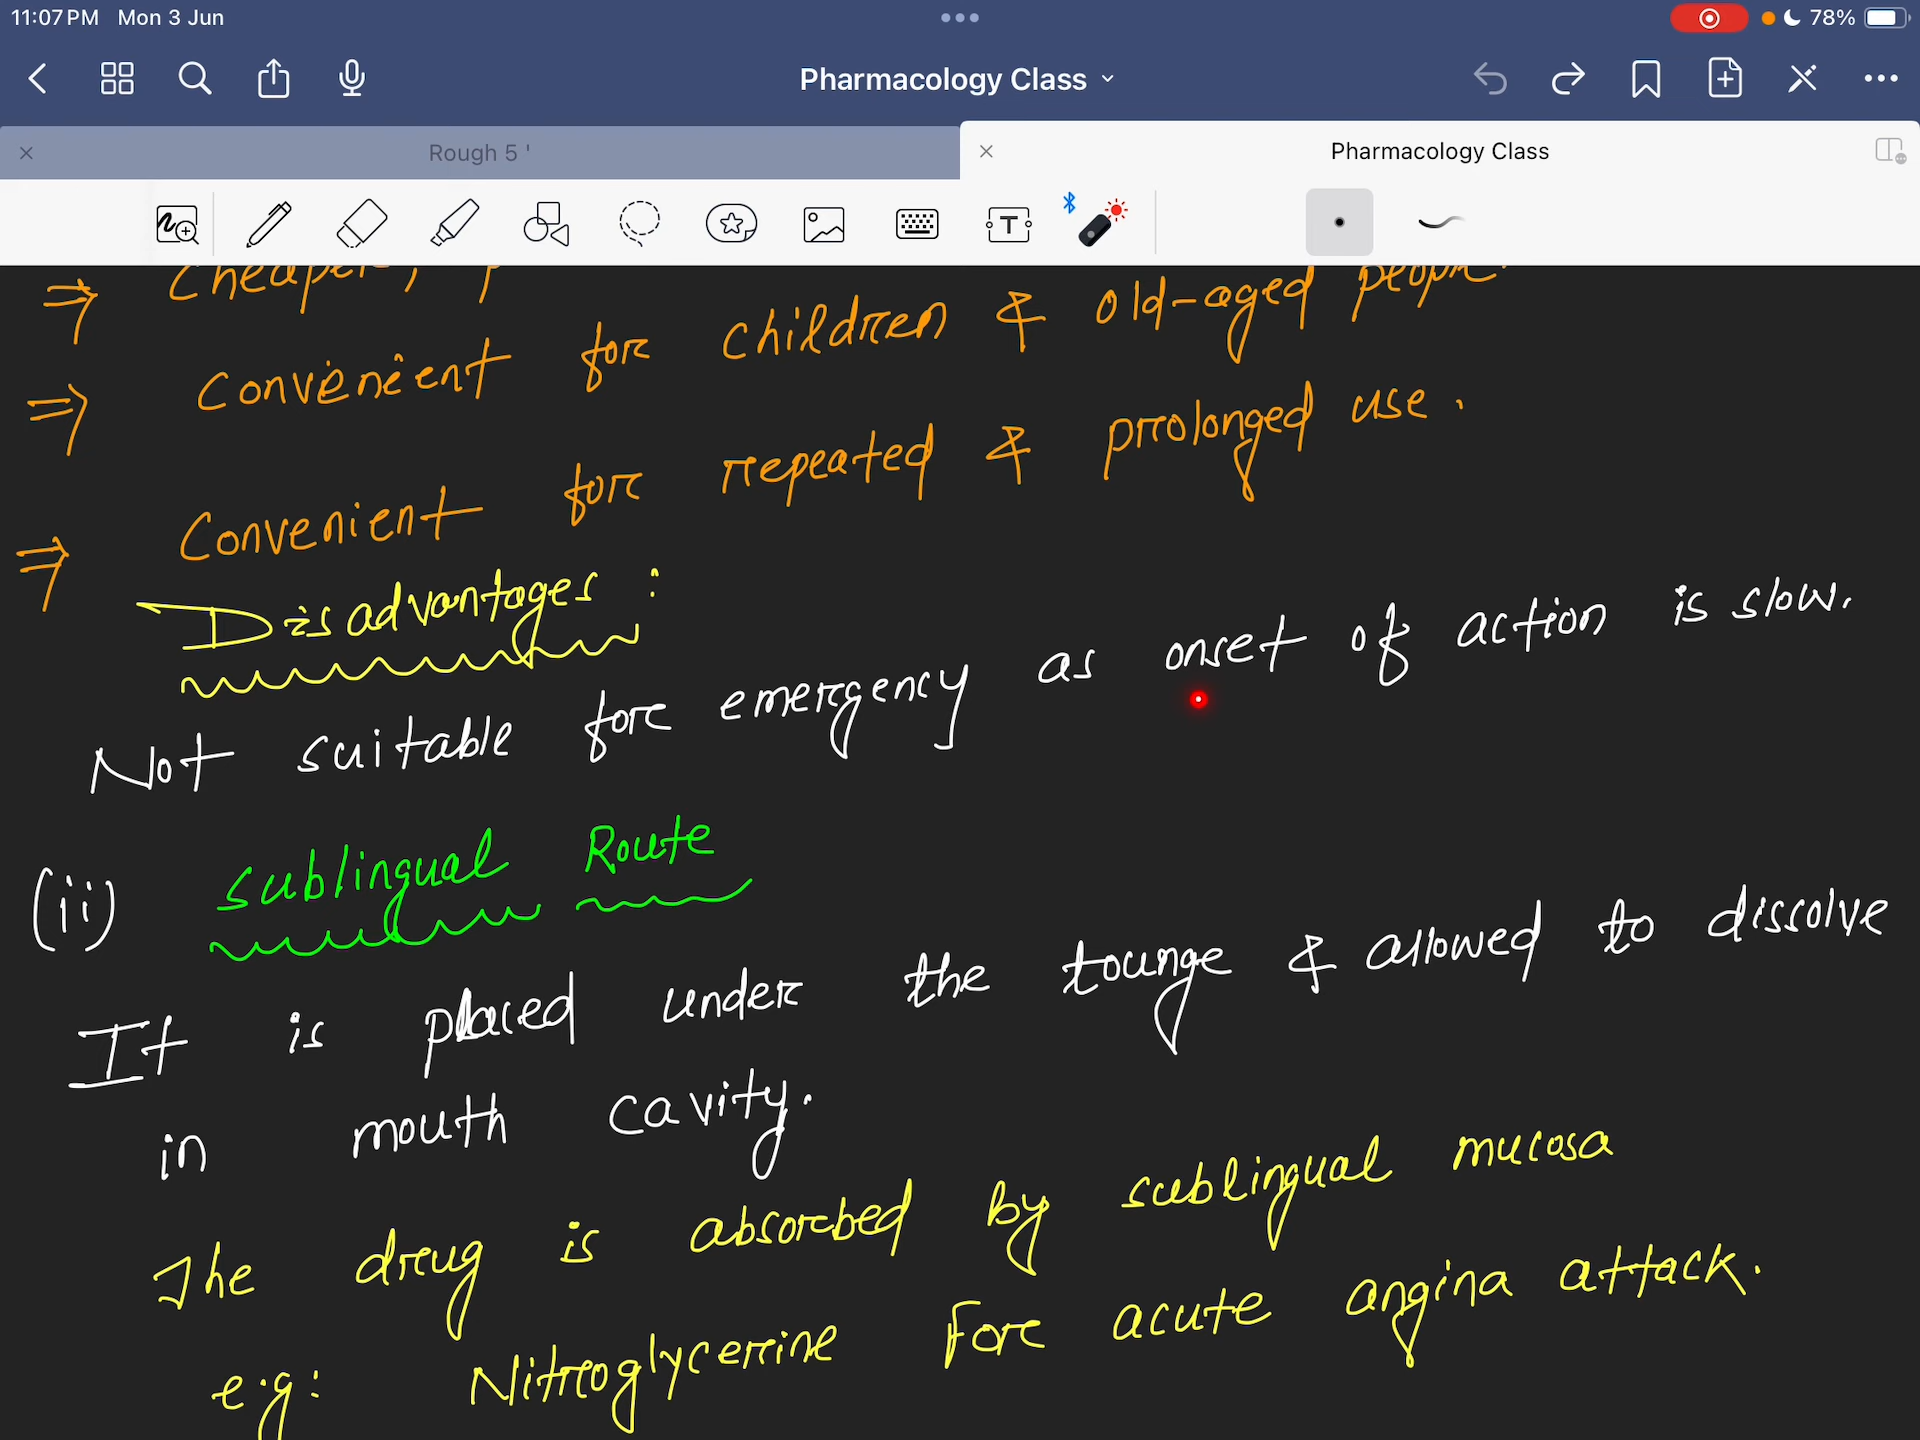 11:07 PM Mon 3 Jun
78%
Pharmacology Class
Rough 5 '
Pharmacology Class
T
⇒ Cheaper,
⇒ Convenient for children & old-aged people.
⇒ Convenient for repeated & prolonged use.
Disadvantages :
Not suitable for emergency as onset of action is slow.
(ii) Sublingual Route
It is placed under the tounge & allowed to dissolve
in mouth cavity.
The drug is absorbed by sublingual mucosa
e.g: Nitroglycerine For acute angina attack.